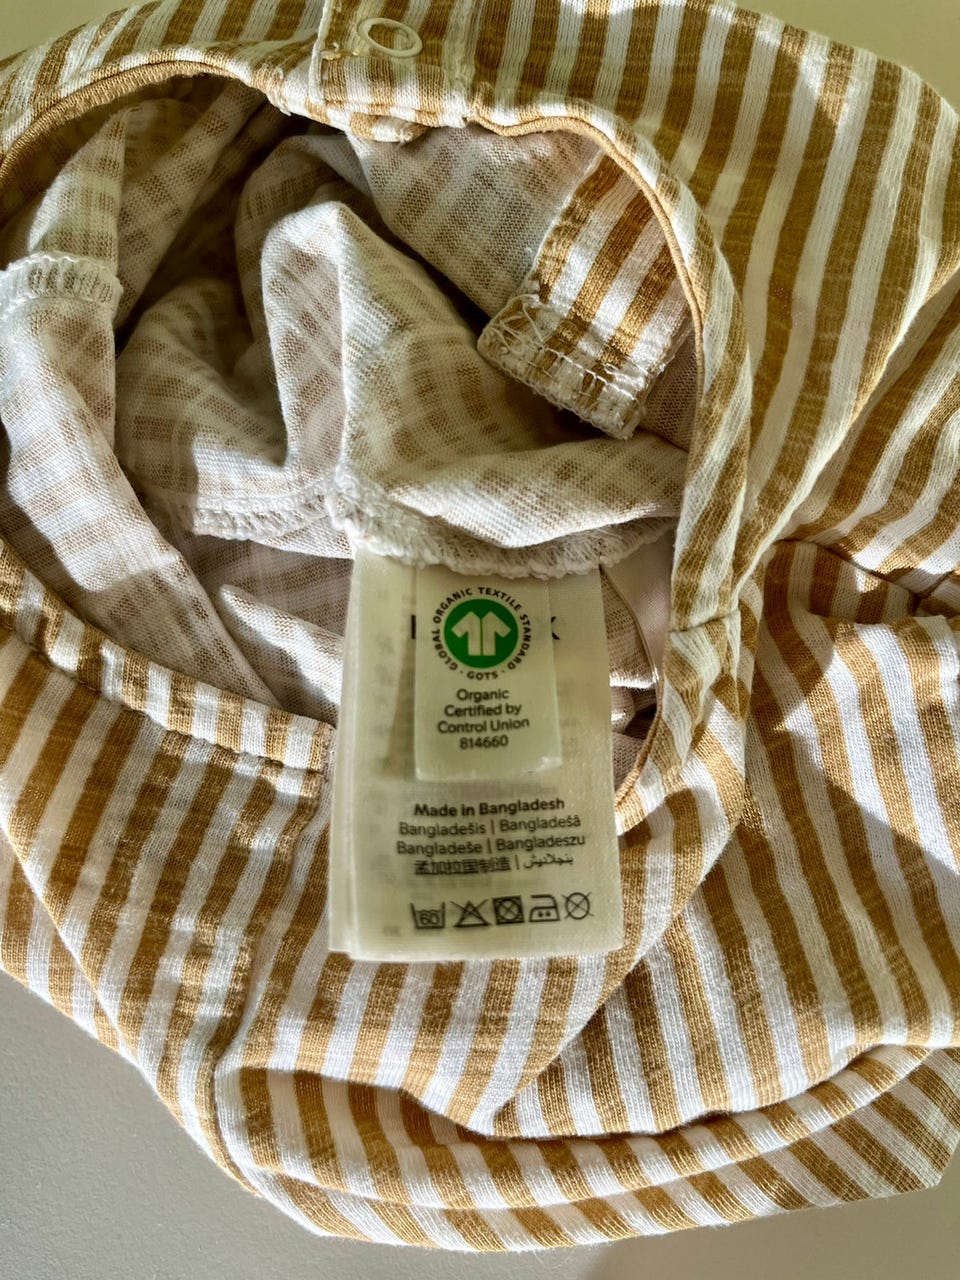 GLOBAL ORGANIC TEXTILE STANDARD
· GOTS ·
Organic
Certified by
Control Union
814660
Made in Bangladesh
Bangladešis | Bangladešā
Bangladeše | Bangladeszu
孟加拉国制造 | بنجلاديش
60